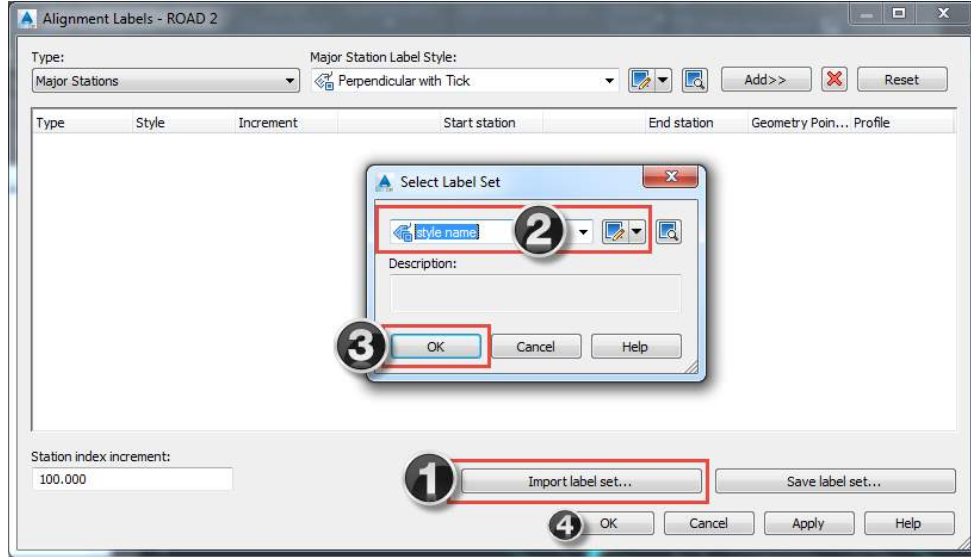 Alignment Labels - ROAD 2
Type:
Major Station Label Style:
Major Stations
Perpendicular with Tick
Add>>
Reset
Type Style Increment Start station End station Geometry Poin... Profile
Select Label Set
style name
2
Description:
3
OK Cancel Help
Station index increment:
100.000
1
Import label set...
Save label set...
4
OK Cancel Apply Help